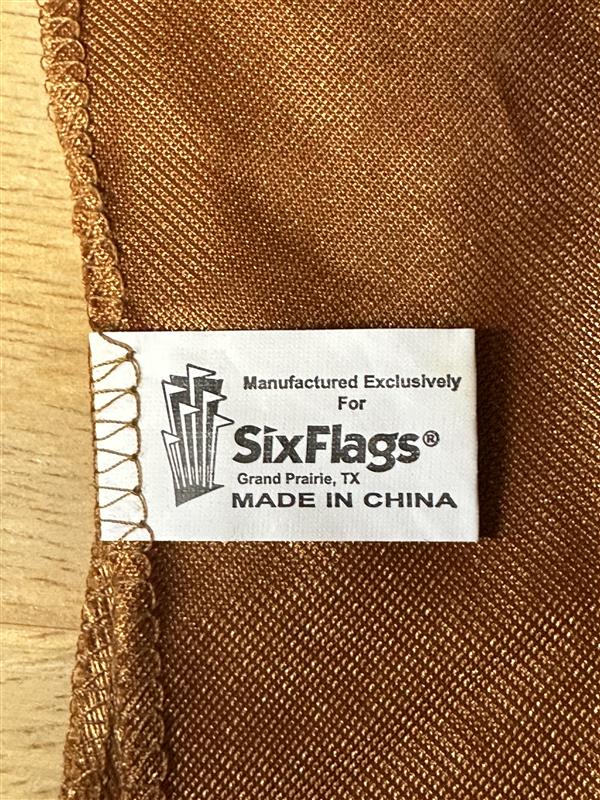 Manufactured Exclusively
For
SixFlags®
Grand Prairie, TX
MADE IN CHINA